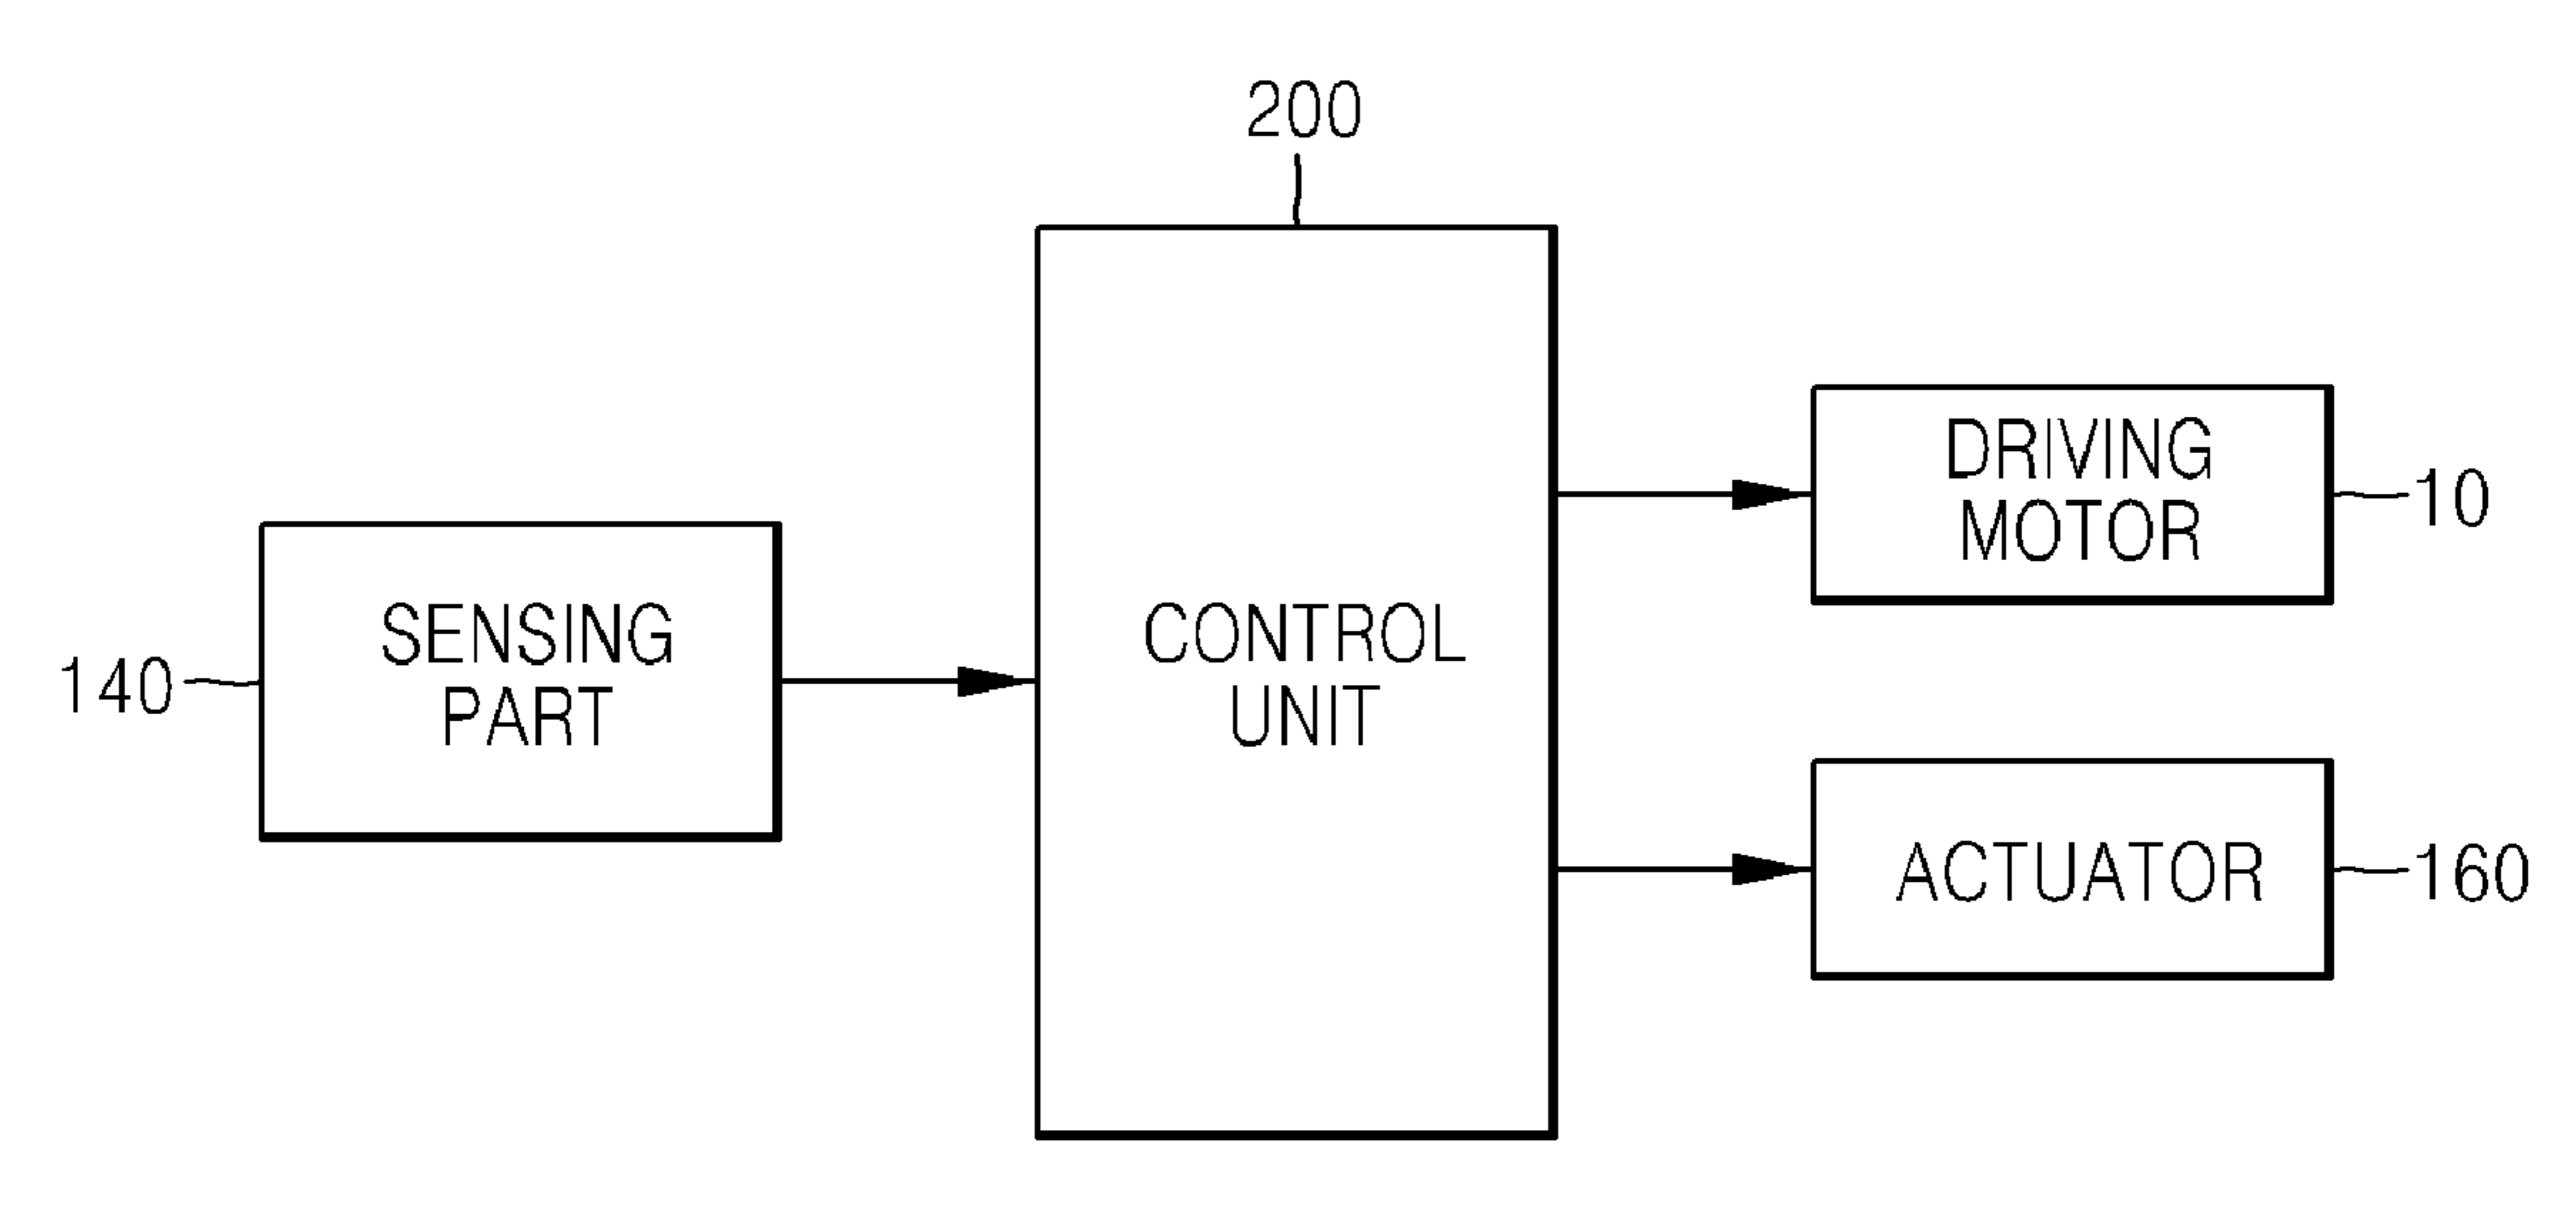 200
DRIVING
MOTOR
10
SENSING
PART
140
CONTROL
UNIT
ACTUATOR
160